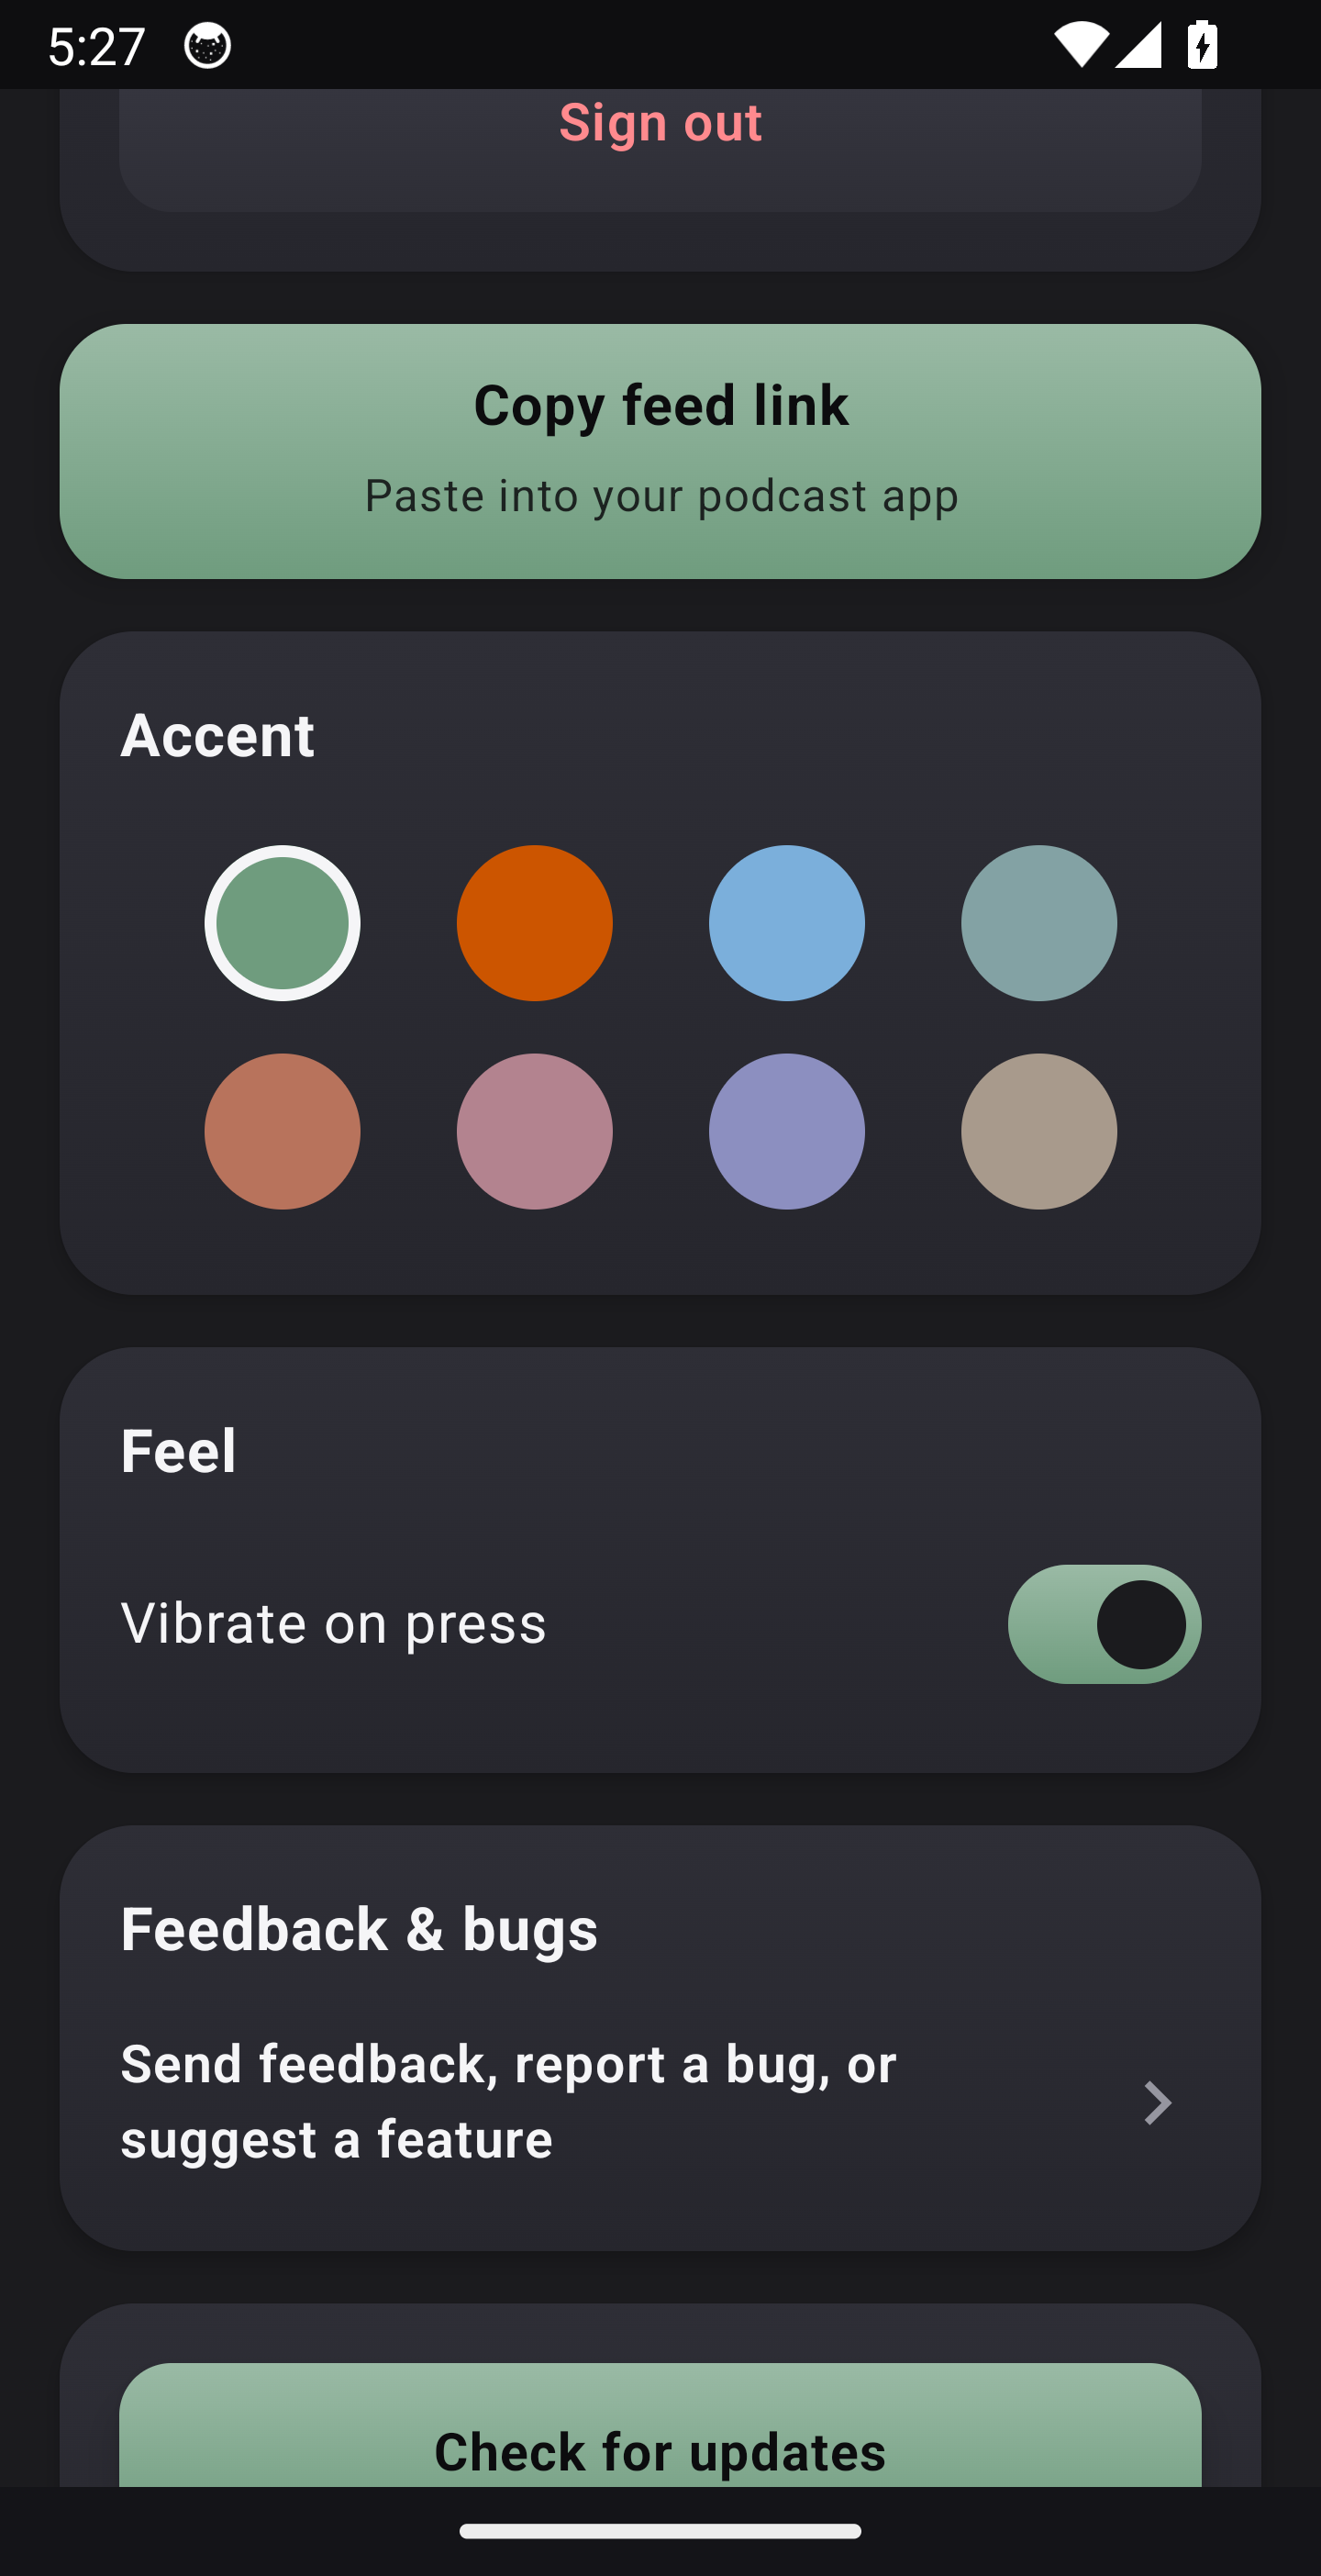 5:27
Sign out
Copy feed link
Paste into your podcast app
Accent
Feel
Vibrate on press
Feedback & bugs
Send feedback, report a bug, or
suggest a feature
Check for updates